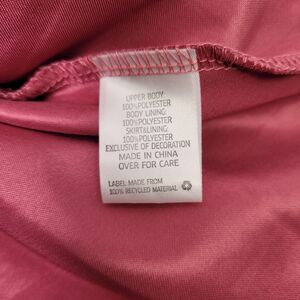 UPPER BODY:
100%POLYESTER
BODY LINING:
100%POLYESTER
SKIRT&LINING:
100%POLYESTER
EXCLUSIVE OF DECORATION
MADE IN CHINA
OVER FOR CARE
LABEL MADE FROM
100% RECYCLED MATERIAL